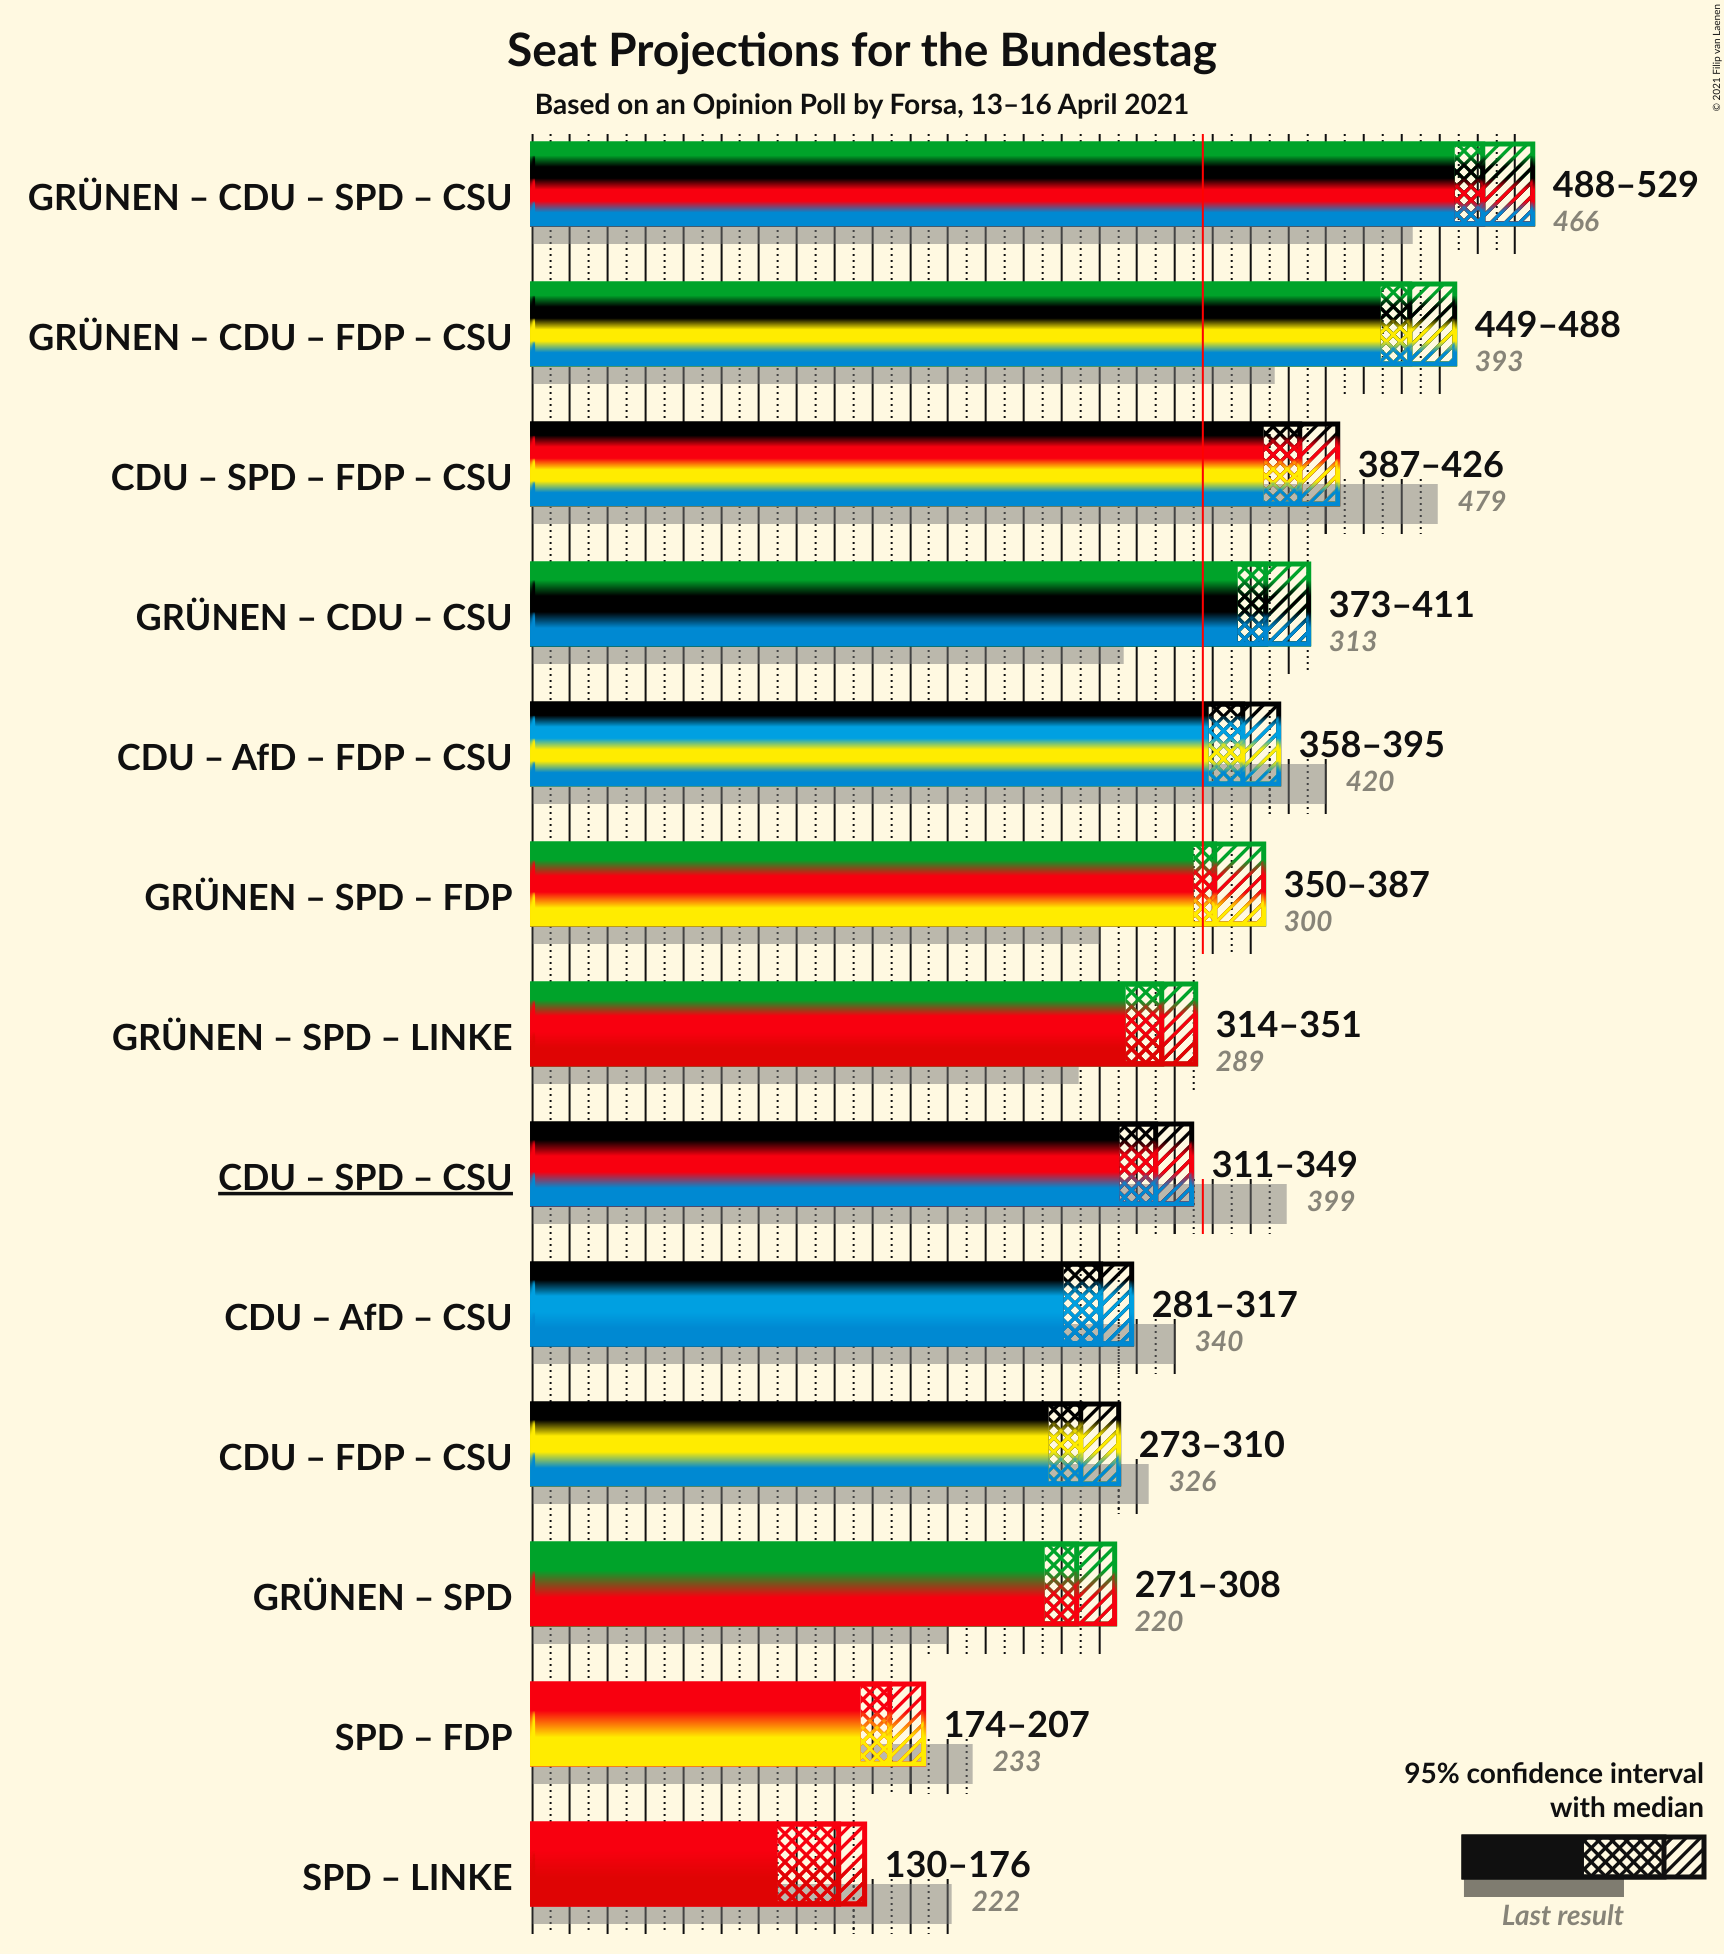 Seat Projections for the Bundestag
Based on an Opinion Poll by Forsa, 13–16 April 2021
© 2021 Filip van Laenen
GRÜNEN – CDU – SPD – CSU
488–529
466
GRÜNEN – CDU – FDP – CSU
449–488
393
CDU – SPD – FDP – CSU
387–426
479
GRÜNEN – CDU – CSU
373–411
313
CDU – AfD – FDP – CSU
358–395
420
GRÜNEN – SPD – FDP
350–387
300
GRÜNEN – SPD – LINKE
314–351
289
CDU – SPD – CSU
311–349
399
CDU – AfD – CSU
281–317
340
CDU – FDP – CSU
273–310
326
GRÜNEN – SPD
271–308
220
SPD – FDP
174–207
233
SPD – LINKE
130–176
222
95% confidence interval
with median
Last result